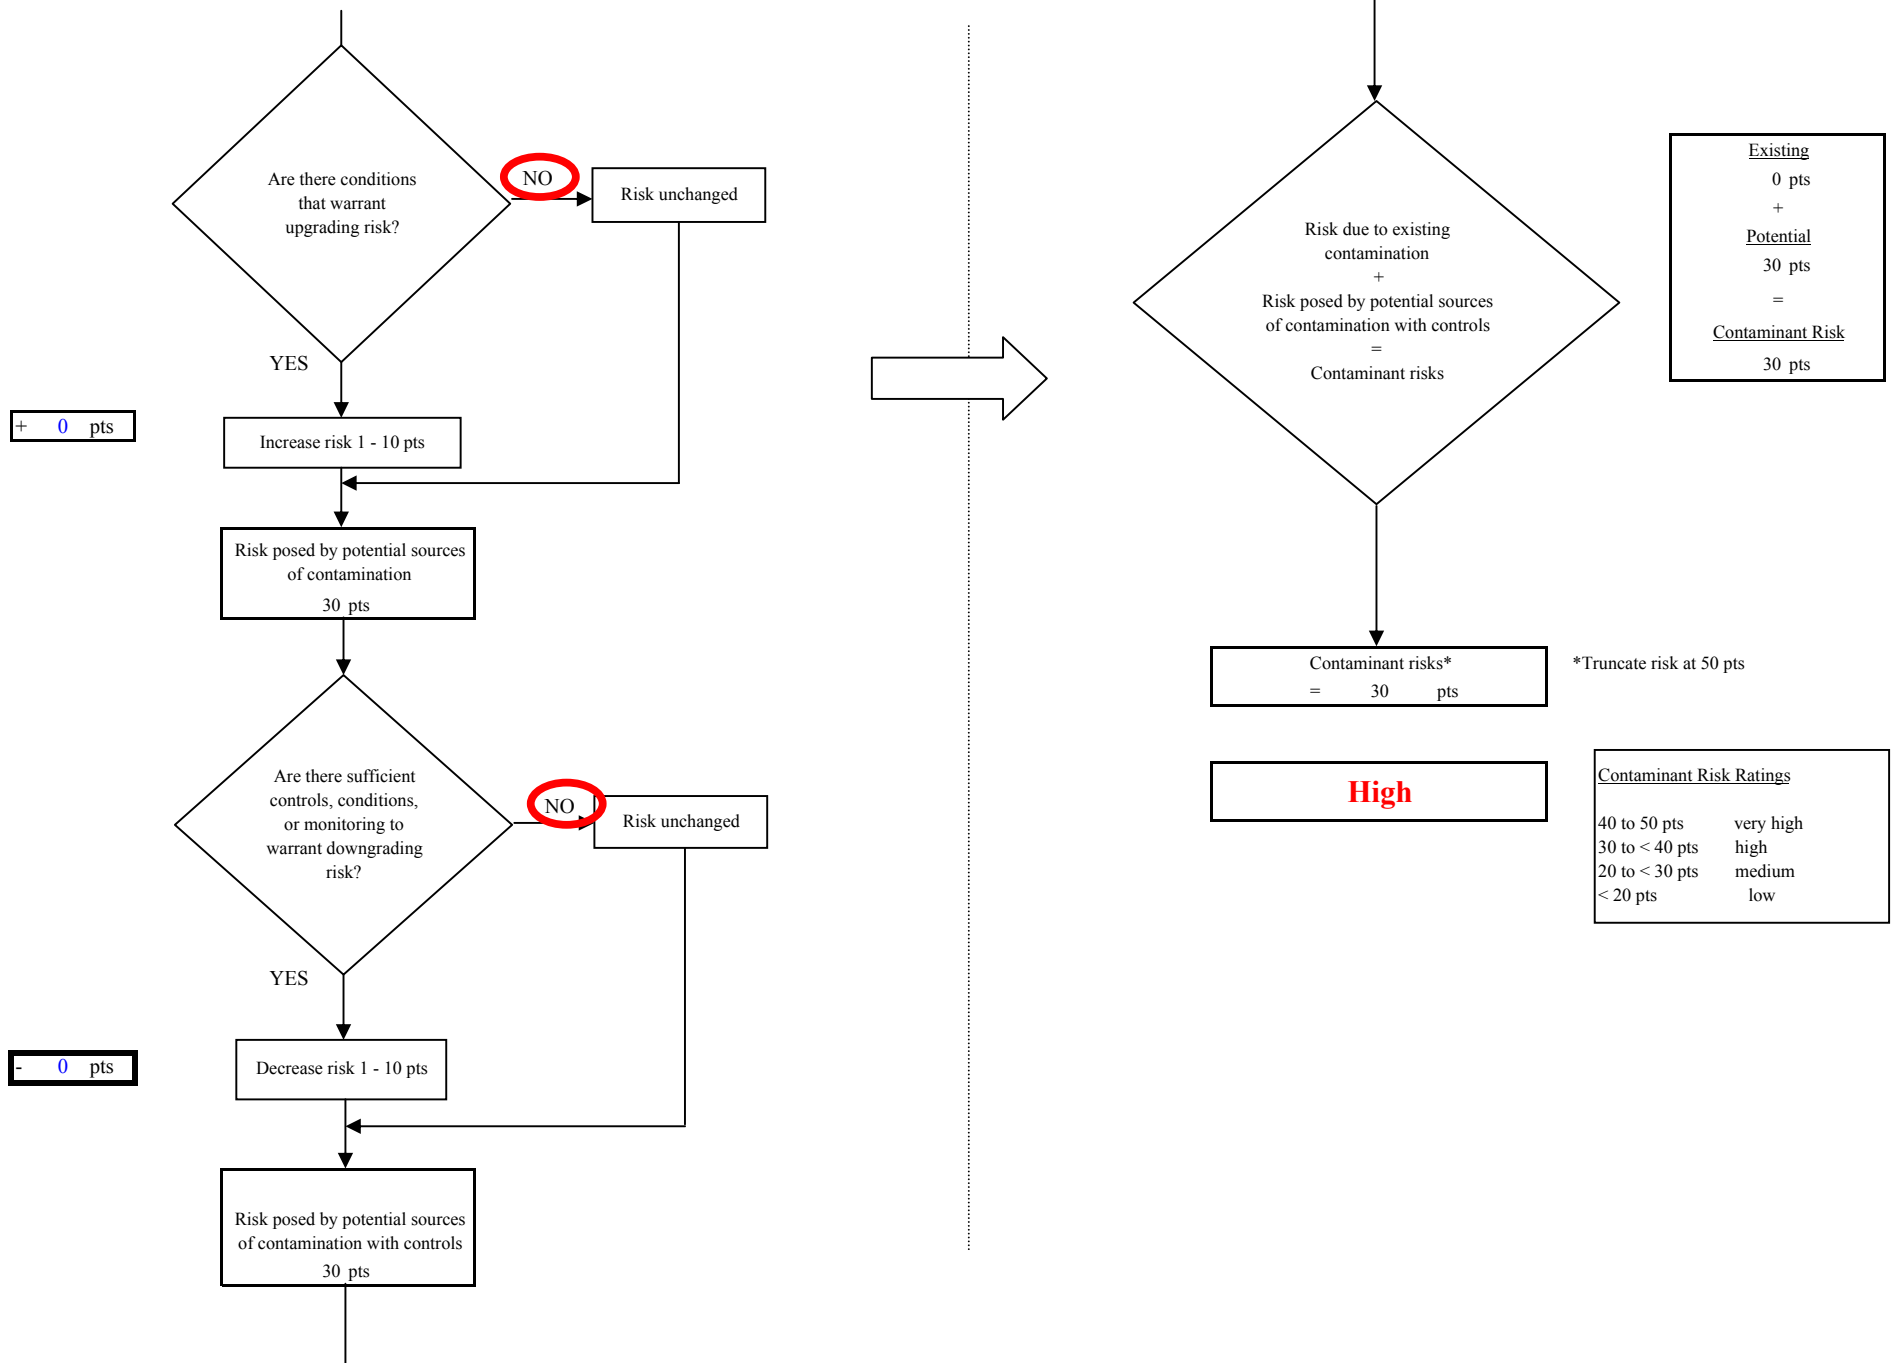 Are there conditions
that warrant
upgrading risk?
NO
Risk unchanged
YES
+ 0 pts
Increase risk 1 - 10 pts
Risk posed by potential sources
of contamination
30 pts
Are there sufficient
controls, conditions,
or monitoring to
warrant downgrading
risk?
NO
Risk unchanged
YES
- 0 pts
Decrease risk 1 - 10 pts
Risk posed by potential sources
of contamination with controls
30 pts
Risk due to existing
contamination
+
Risk posed by potential sources
of contamination with controls
=
Contaminant risks
Existing
0 pts
+
Potential
30 pts
=
Contaminant Risk
30 pts
Contaminant risks*
= 30 pts
*Truncate risk at 50 pts
High
Contaminant Risk Ratings
40 to 50 pts very high
30 to < 40 pts high
20 to < 30 pts medium
< 20 pts low